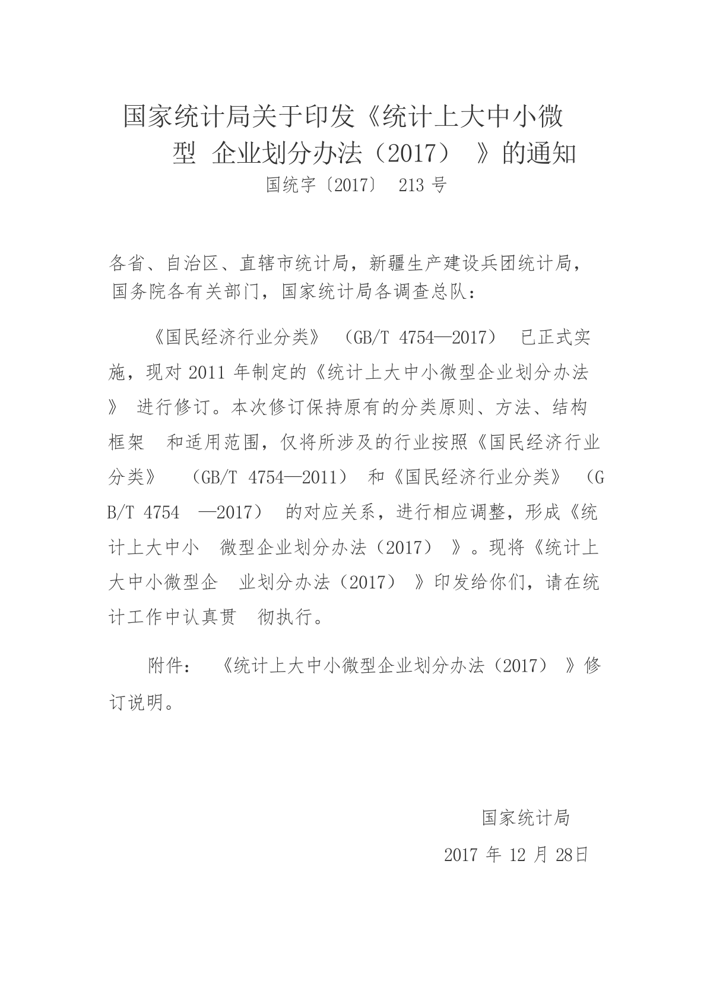 国家统计局关于印发《统计上大中小微
型 企业划分办法（2017） 》的通知
国统字〔2017〕 213 号
各省、自治区、直辖市统计局，新疆生产建设兵团统计局，
国务院各有关部门，国家统计局各调查总队：
《国民经济行业分类》 （GB/T 4754—2017） 已正式实
施，现对 2011 年制定的《统计上大中小微型企业划分办法
》 进行修订。本次修订保持原有的分类原则、方法、结构
框架 和适用范围，仅将所涉及的行业按照《国民经济行业
分类》 （GB/T 4754—2011） 和《国民经济行业分类》 （G
B/T 4754 —2017） 的对应关系，进行相应调整，形成《统
计上大中小 微型企业划分办法（2017） 》。现将《统计上
大中小微型企 业划分办法（2017） 》印发给你们，请在统
计工作中认真贯 彻执行。
附件： 《统计上大中小微型企业划分办法（2017） 》修
订说明。
国家统计局
2017 年 12 月 28日